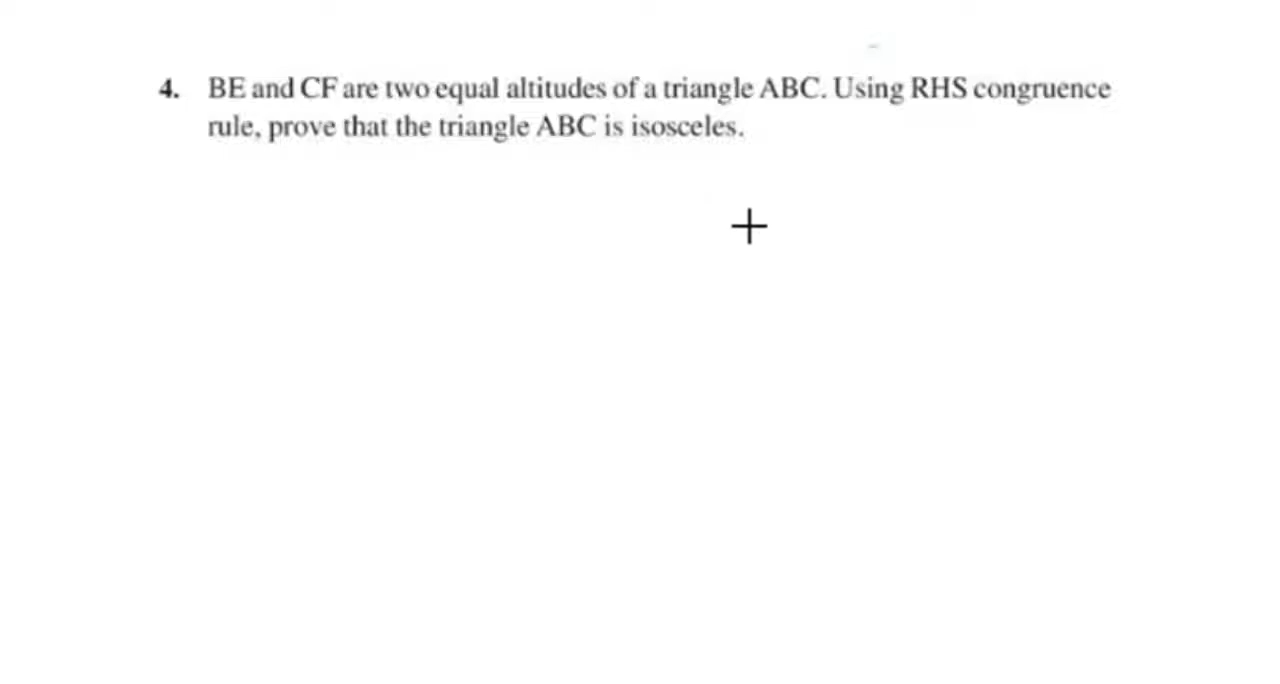 4. BE and CF are two equal altitudes of a triangle ABC. Using RHS congruence
rule, prove that the triangle ABC is isosceles.